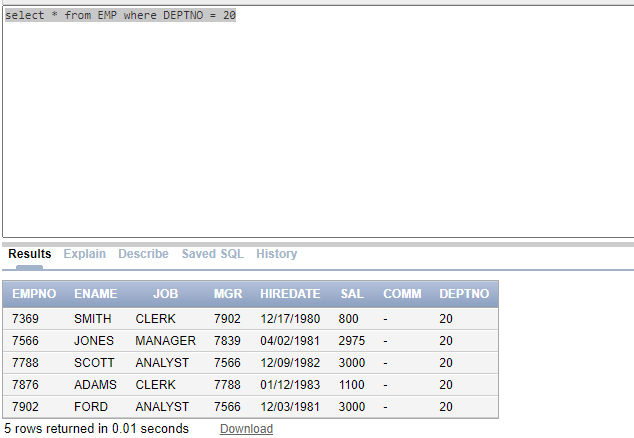 select * from EMP where DEPTNO = 20
Results Explain Describe Saved SQL History
EMPNO ENAME JOB MGR HIREDATE SAL COMM DEPTNO
7369 SMITH CLERK 7902 12/17/1980 800 - 20
7566 JONES MANAGER 7839 04/02/1981 2975 - 20
7788 SCOTT ANALYST 7566 12/09/1982 3000 - 20
7876 ADAMS CLERK 7788 01/12/1983 1100 - 20
7902 FORD ANALYST 7566 12/03/1981 3000 - 20
5 rows returned in 0.01 seconds Download